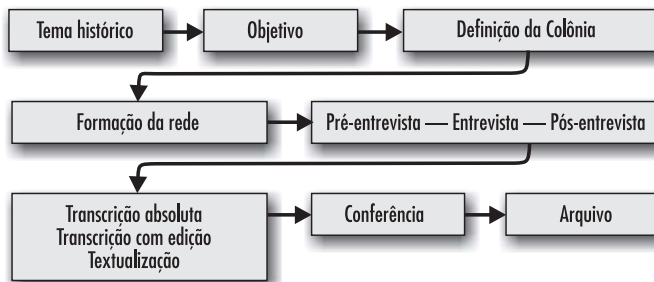 Tema histórico
Objetivo
Definição da Colônia
Formação da rede
Pré-entrevista — Entrevista — Pós-entrevista
Transcrição absoluta
Transcrição com edição
Textualização
Conferência
Arquivo